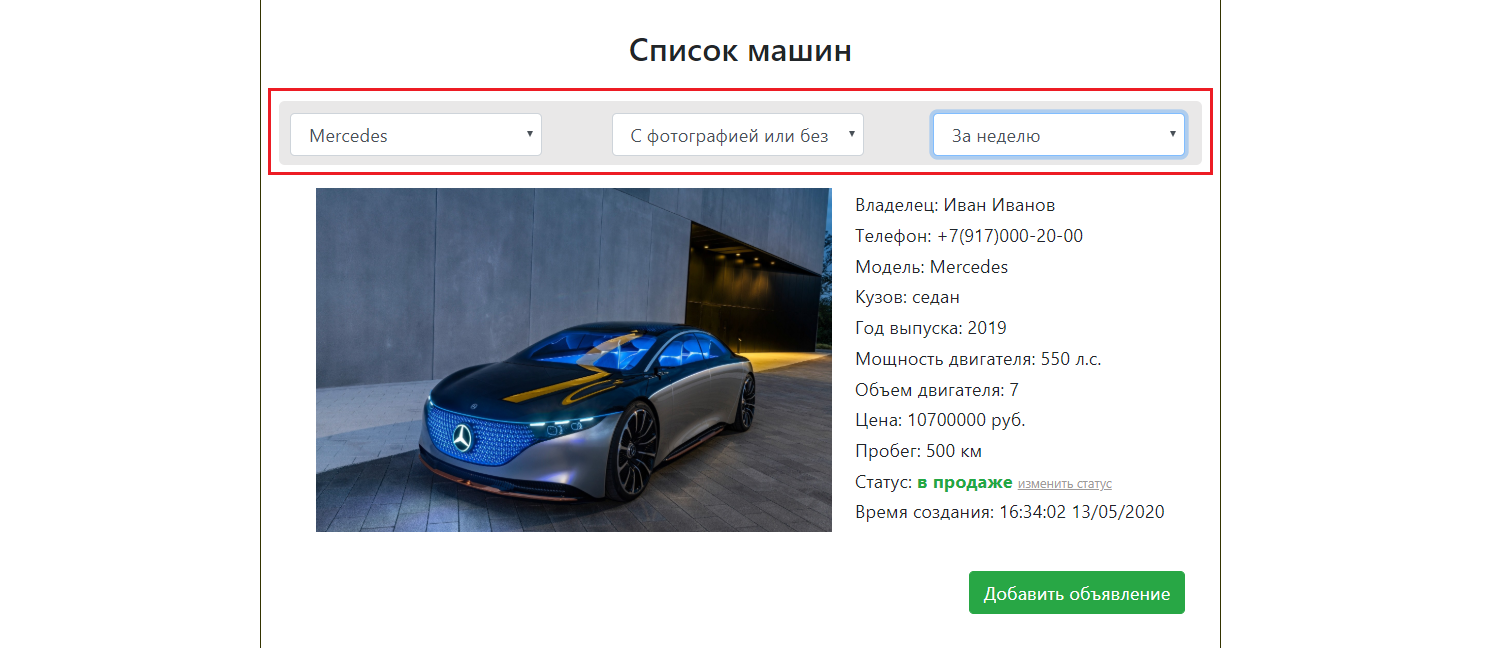 Список машин
Mercedes
С фотографией или без
За неделю
Владелец: Иван Иванов
Телефон: +7(917)000-20-00
Модель: Mercedes
Кузов: седан
Год выпуска: 2019
Мощность двигателя: 550 л.с.
Объем двигателя: 7
Цена: 10700000 руб.
Пробег: 500 км
Статус: в продаже изменить статус
Время создания: 16:34:02 13/05/2020
Добавить объявление